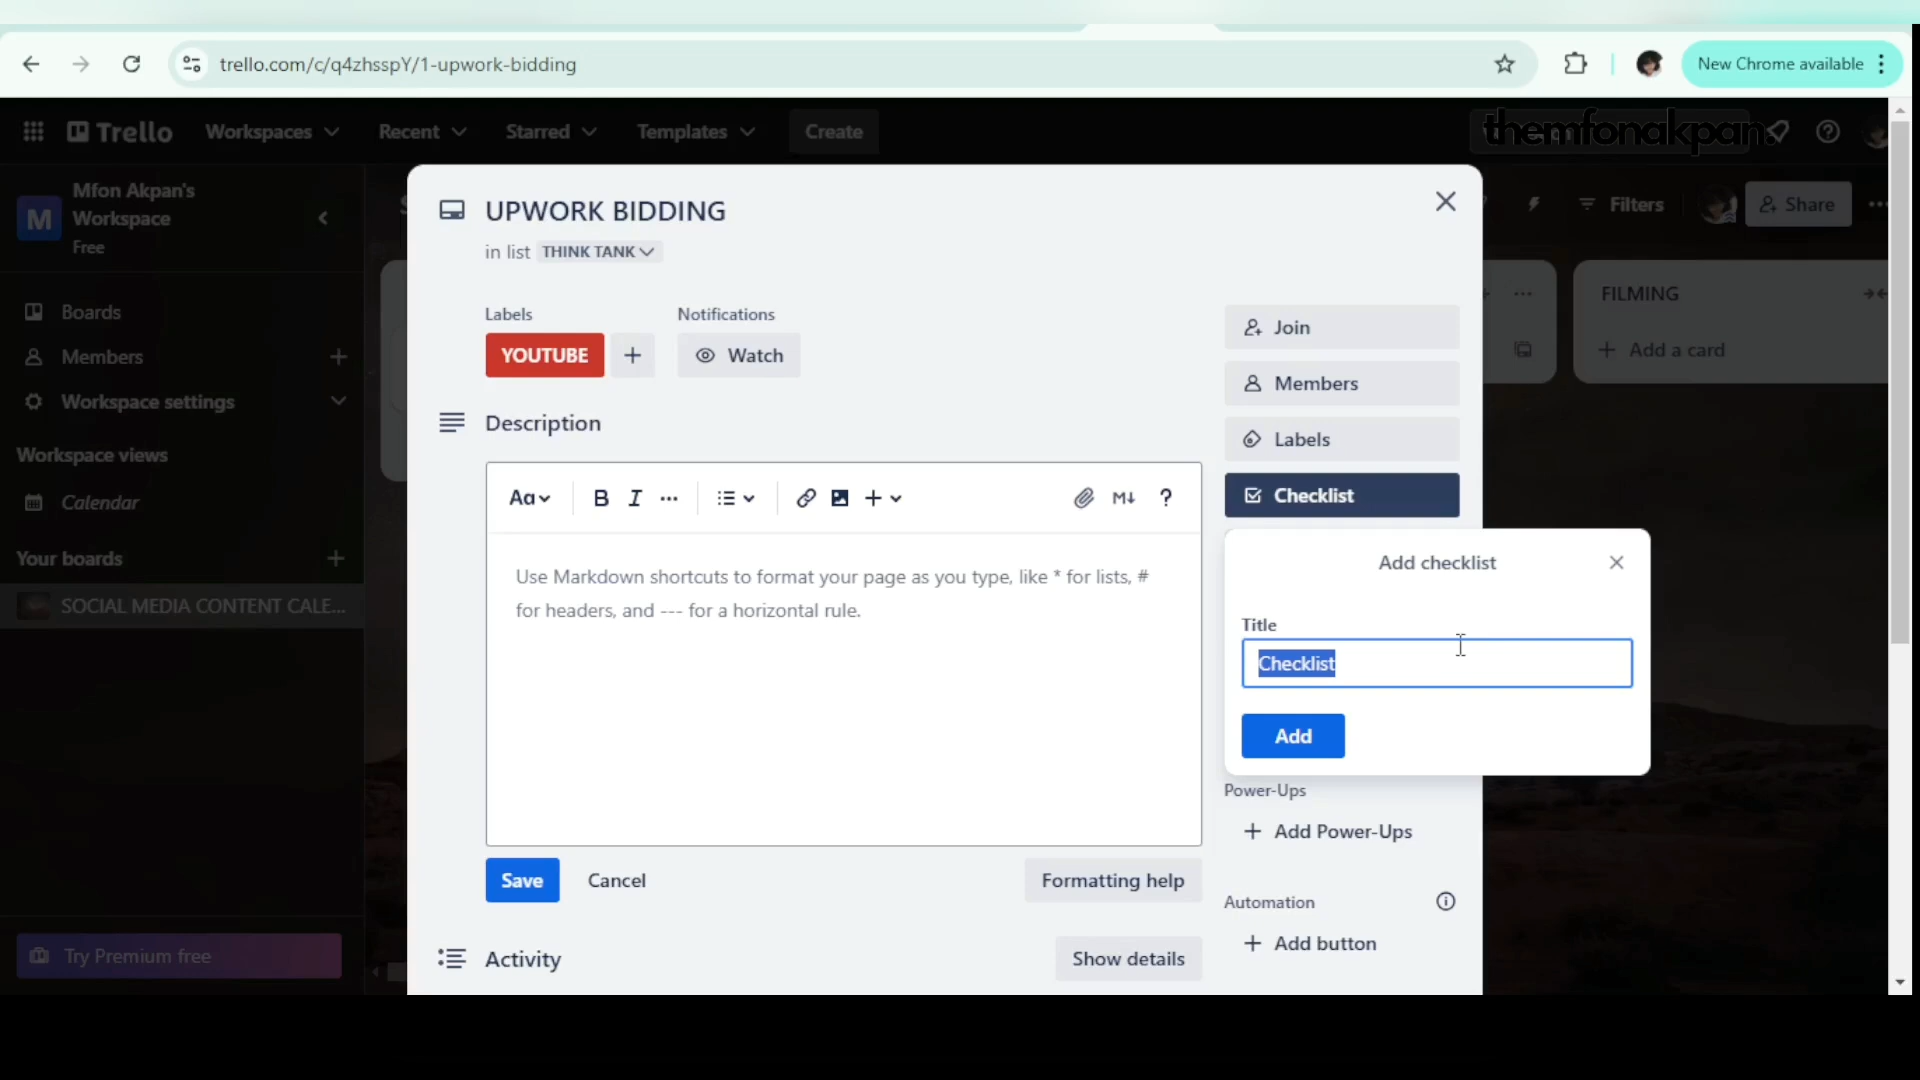 trello.com/c/q4zhsspY/1-upwork-bidding
New Chrome available
Trello
Workspaces
Recent
Starred
Templates
Create
themfonakpan.
Mfon Akpan's
Workspace
Free
M
Filters
Share
Boards
Members
Workspace settings
Workspace views
Calendar
Your boards
SOCIAL MEDIA CONTENT CALE...
Try Premium free
UPWORK BIDDING
in list THINK TANK
Labels
Notifications
YOUTUBE
Watch
Description
Aa
B I ...
M↓ ?
Use Markdown shortcuts to format your page as you type, like * for lists, #
for headers, and --- for a horizontal rule.
Save
Cancel
Formatting help
Activity
Show details
Join
Members
Labels
Checklist
Add checklist
Title
Checklist
Add
Power-Ups
+ Add Power-Ups
Automation
+ Add button
FILMING
+ Add a card